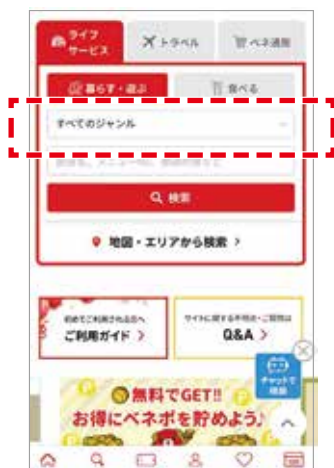 ライフ
サービス
トラベル
ベネ通販
暮らす・遊ぶ
食べる
すべてのジャンル
検索
地図・エリアから検索 >
初めてご利用される方へ
ご利用ガイド >
サイトに関する不明点・ご質問は
Q&A >
チャットで
無料でGET!!
お得にベネポを貯めよう♪